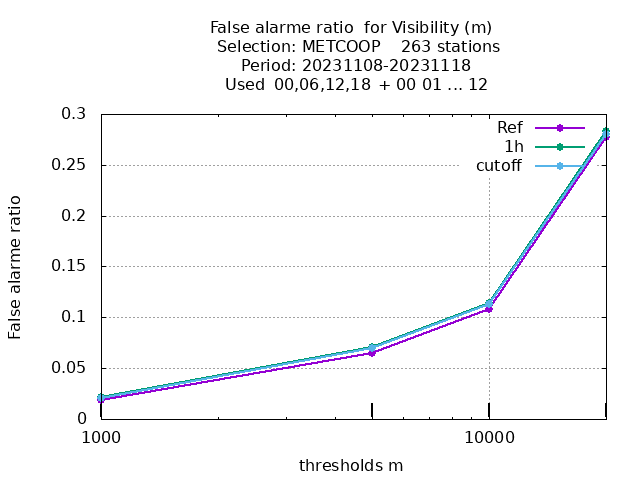 False alarme ratio  for Visibility (m)
Selection: METCOOP    263 stations
Period: 20231108-20231118
Used  00,06,12,18  + 00 01 ... 12
0.3
0.25
0.2
0.15
0.1
0.05
0
False alarme ratio
Ref
1h
cutoff
1000
10000
thresholds m